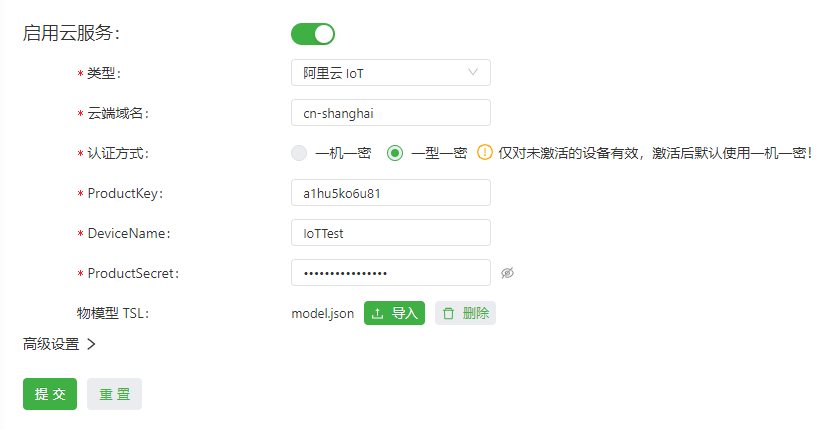 启用云服务：
* 类型： 阿里云 IoT
* 云端域名： cn-shanghai
* 认证方式： 一机一密 一型一密 仅对未激活的设备有效，激活后默认使用一机一密！
* ProductKey： a1hu5ko6u81
* DeviceName： IoTTest
* ProductSecret： ••••••••••••••••
物模型 TSL： model.json 导入 删除
高级设置 >
提交 重置